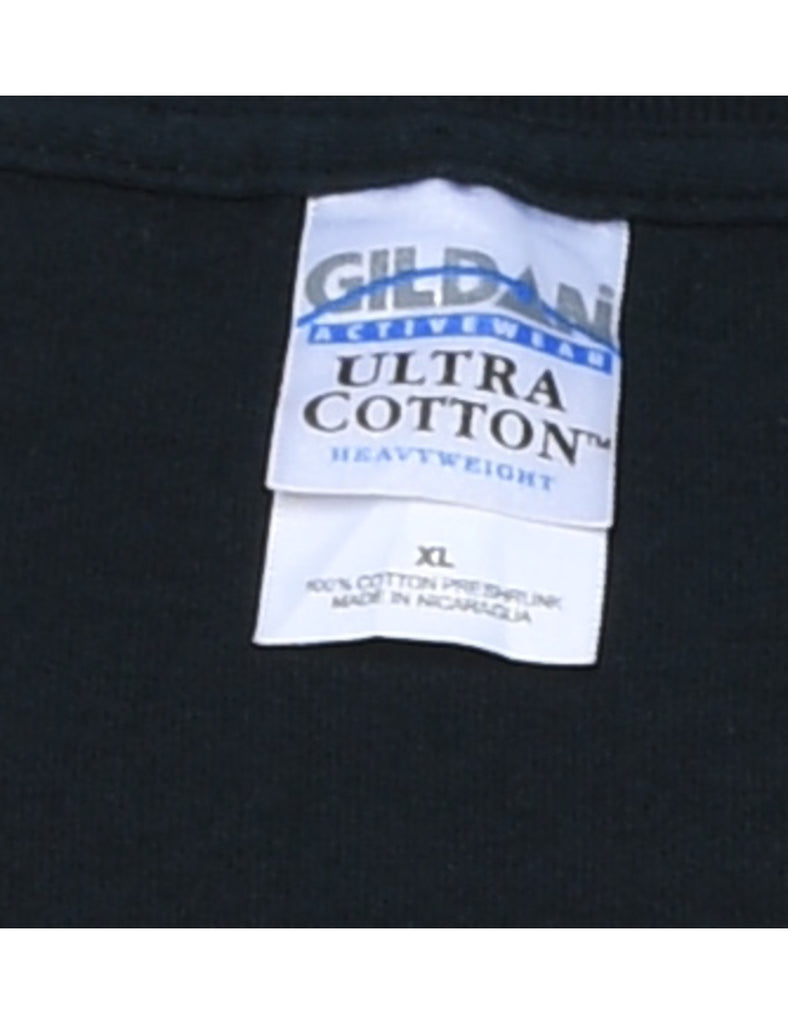 GILDAN
ACTIVEWEAR
ULTRA
COTTON™
HEAVYWEIGHT
XL
100% COTTON PRESHRUNK
MADE IN NICARAGUA